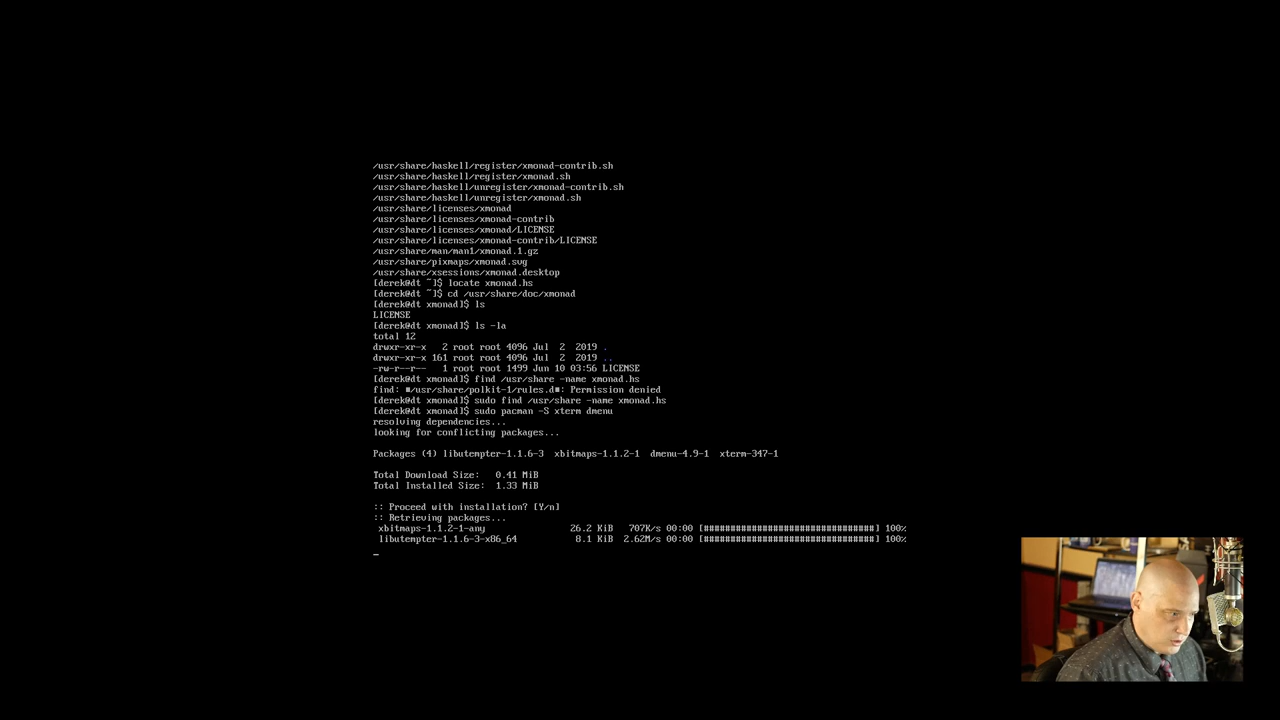 /usr/share/haskell/register/xmonad-contrib.sh
/usr/share/haskell/register/xmonad.sh
/usr/share/haskell/unregister/xmonad-contrib.sh
/usr/share/haskell/unregister/xmonad.sh
/usr/share/licenses/xmonad
/usr/share/licenses/xmonad-contrib
/usr/share/licenses/xmonad/LICENSE
/usr/share/licenses/xmonad-contrib/LICENSE
/usr/share/man/man1/xmonad.1.gz
/usr/share/pixmaps/xmonad.svg
/usr/share/xsessions/xmonad.desktop
[derek@dt ~]$ locate xmonad.hs
[derek@dt ~]$ cd /usr/share/doc/xmonad
[derek@dt xmonad]$ ls
LICENSE
[derek@dt xmonad]$ ls -la
total 12
drwxr-xr-x   2 root root 4096 Jul  2  2019 .
drwxr-xr-x 161 root root 4096 Jul  2  2019 ..
-rw-r--r--   1 root root 1499 Jun 10 03:56 LICENSE
[derek@dt xmonad]$ find /usr/share -name xmonad.hs
find: ■/usr/share/polkit-1/rules.d■: Permission denied
[derek@dt xmonad]$ sudo find /usr/share -name xmonad.hs
[derek@dt xmonad]$ sudo pacman -S xterm dmenu
resolving dependencies...
looking for conflicting packages...
Packages (4) libutempter-1.1.6-3  xbitmaps-1.1.2-1  dmenu-4.9-1  xterm-347-1
Total Download Size:   0.41 MiB
Total Installed Size:  1.33 MiB
:: Proceed with installation? [Y/n]
:: Retrieving packages...
xbitmaps-1.1.2-1-any                26.2 KiB   707K/s 00:00 [################################] 100%
libutempter-1.1.6-3-x86_64           8.1 KiB  2.62M/s 00:00 [################################] 100%